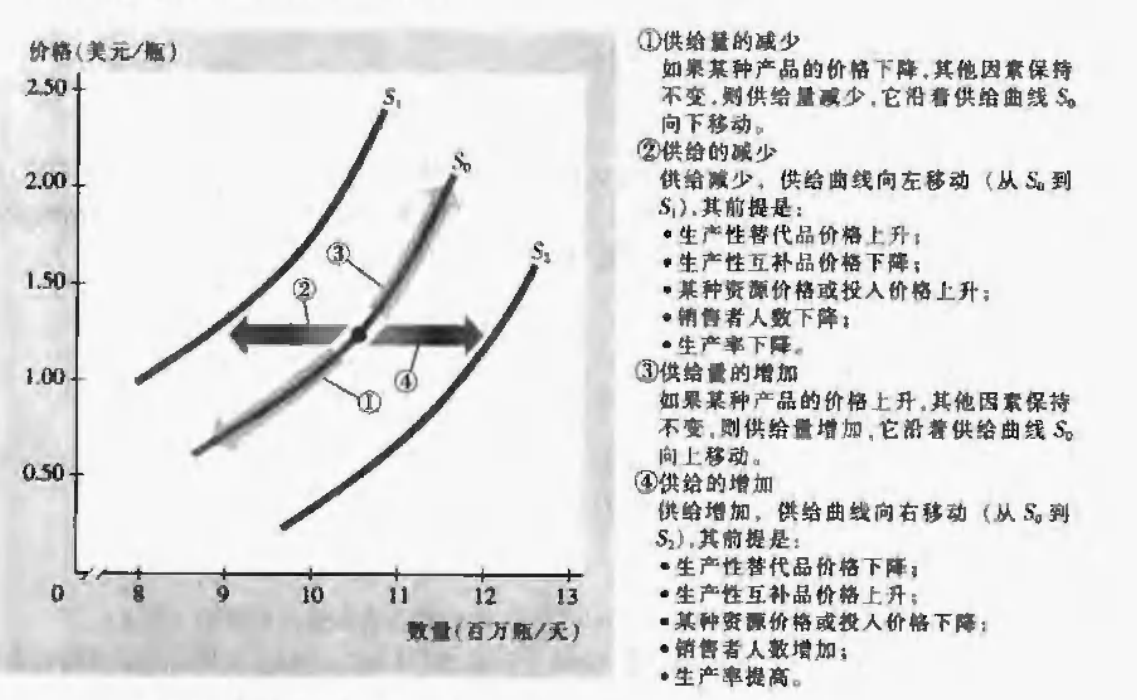 价格(美元/瓶)
2.50
2.00
1.50
1.00
0.50
0
8
9
10
11
12
13
数量(百万瓶/天)
S₁
S₀
S₂
③
②
④
①
①供给量的减少
如果某种产品的价格下降,其他因素保持
不变,则供给量减少,它沿着供给曲线 S₀
向下移动。
②供给的减少
供给减少，供给曲线向左移动（从 S₀ 到
S₁),其前提是：
•生产性替代品价格上升；
•生产性互补品价格下降；
•某种资源价格或投入价格上升；
•销售者人数下降；
•生产率下降。
③供给量的增加
如果某种产品的价格上升,其他因素保持
不变,则供给量增加,它沿着供给曲线 S₀
向上移动。
④供给的增加
供给增加，供给曲线向右移动（从 S₀ 到
S₂),其前提是：
•生产性替代品价格下降；
•生产性互补品价格上升；
•某种资源价格或投入价格下降；
•销售者人数增加；
•生产率提高。